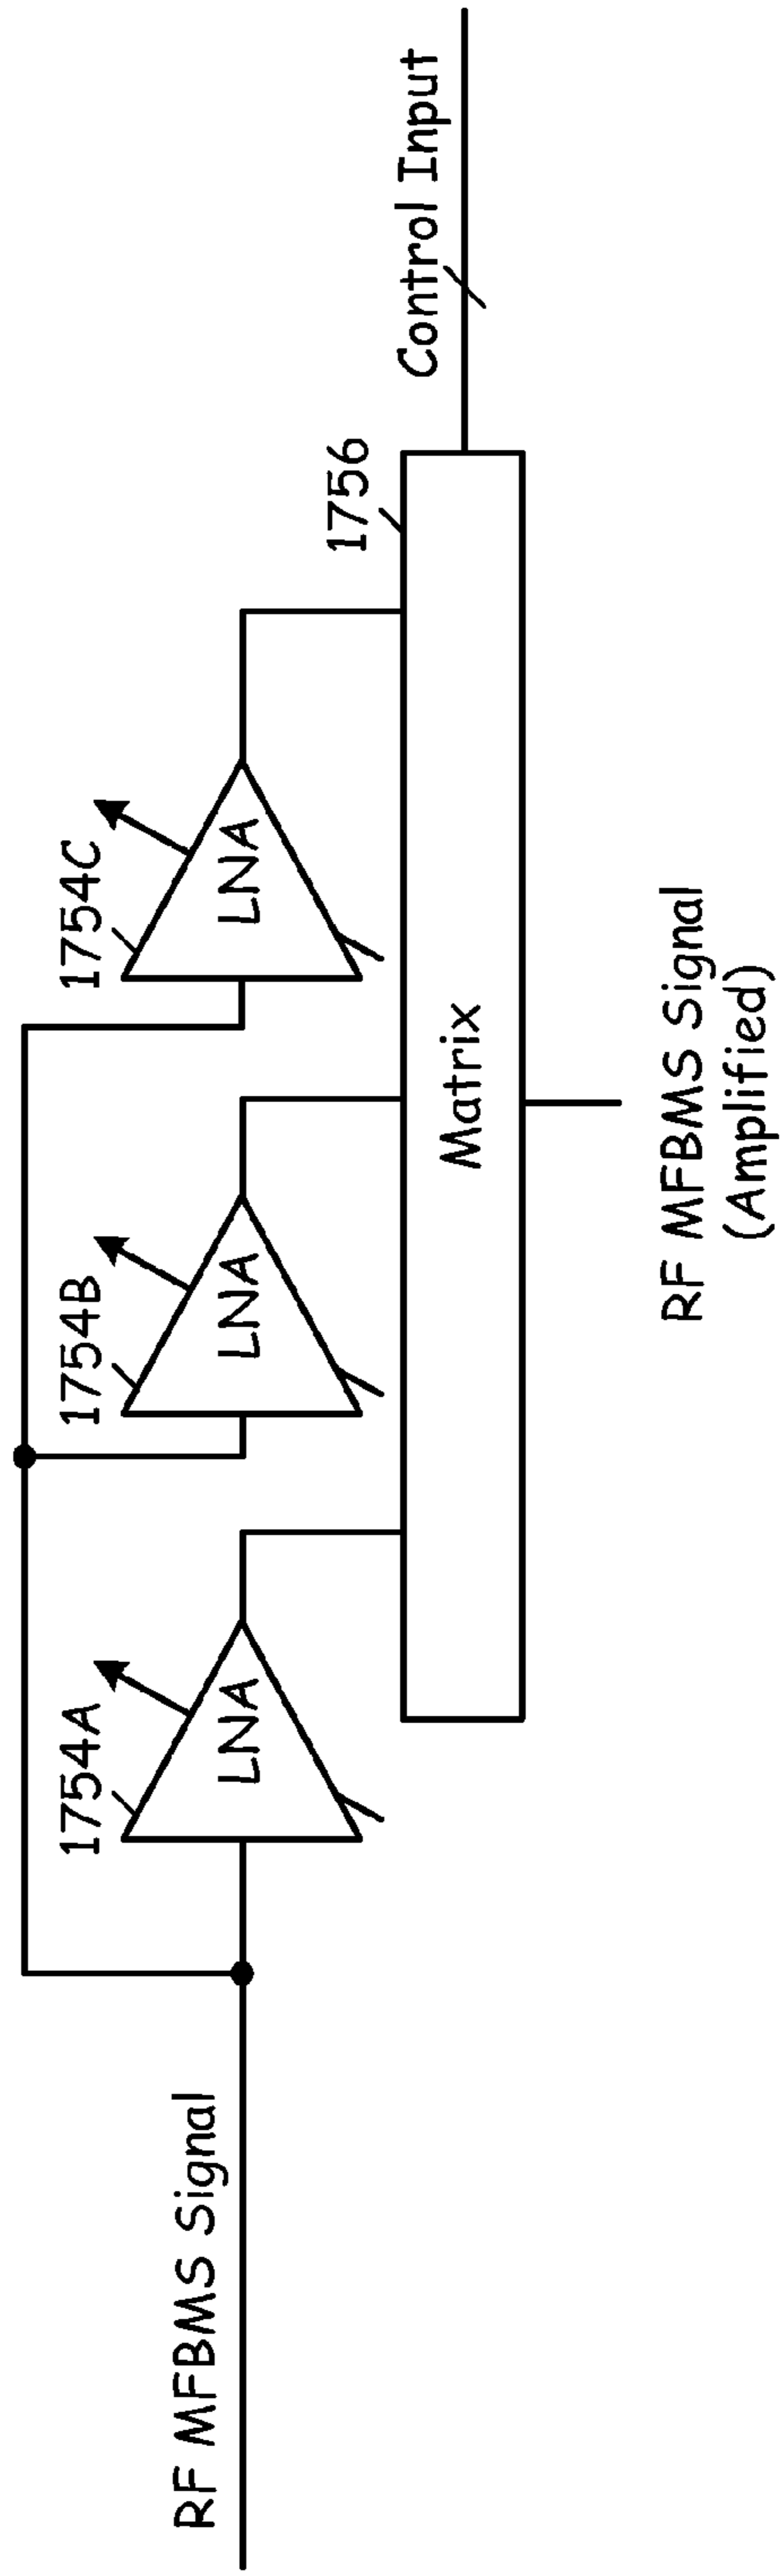 RF MFBMS Signal
1754A
LNA
1754B
LNA
1754C
LNA
1756
Matrix
Control Input
RF MFBMS Signal
(Amplified)